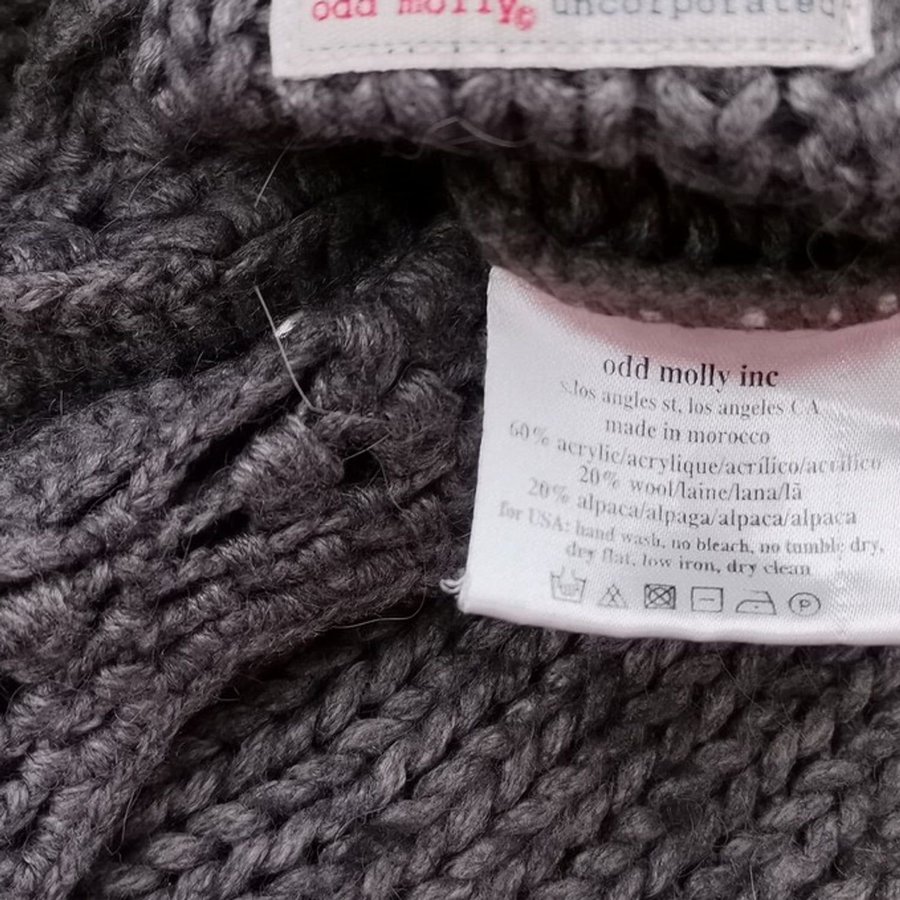 odd molly© uncorporated
odd molly inc
s.los angles st, los angeles CA
made in morocco
60% acrylic/acrylique/acrílico/acrílico
20% wool/laine/lana/lã
20% alpaca/alpaga/alpaca/alpaca
for USA: hand wash, no bleach, no tumble dry,
dry flat, low iron, dry clean
P